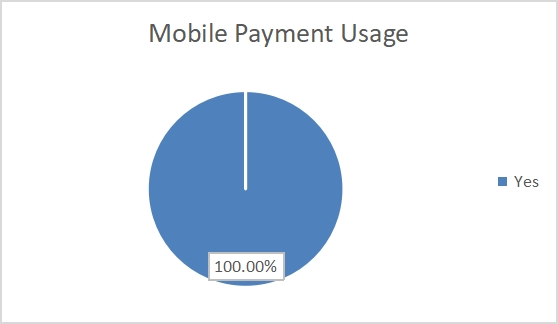 Mobile Payment Usage
Yes
100.00%